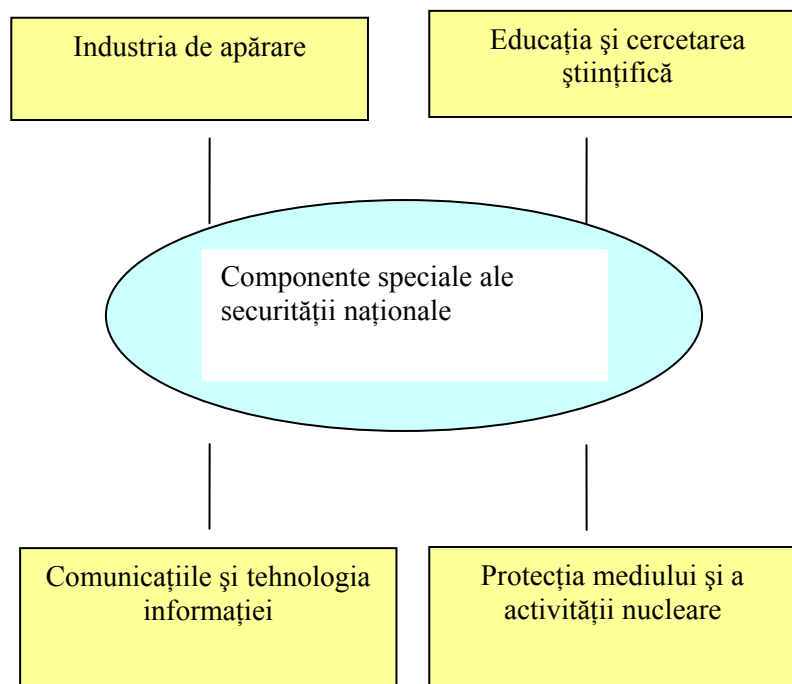 Industria de apărare
Educaţia şi cercetarea
ştiinţifică
Componente speciale ale
securităţii naţionale
Comunicaţiile şi tehnologia
informaţiei
Protecţia mediului şi a
activităţii nucleare